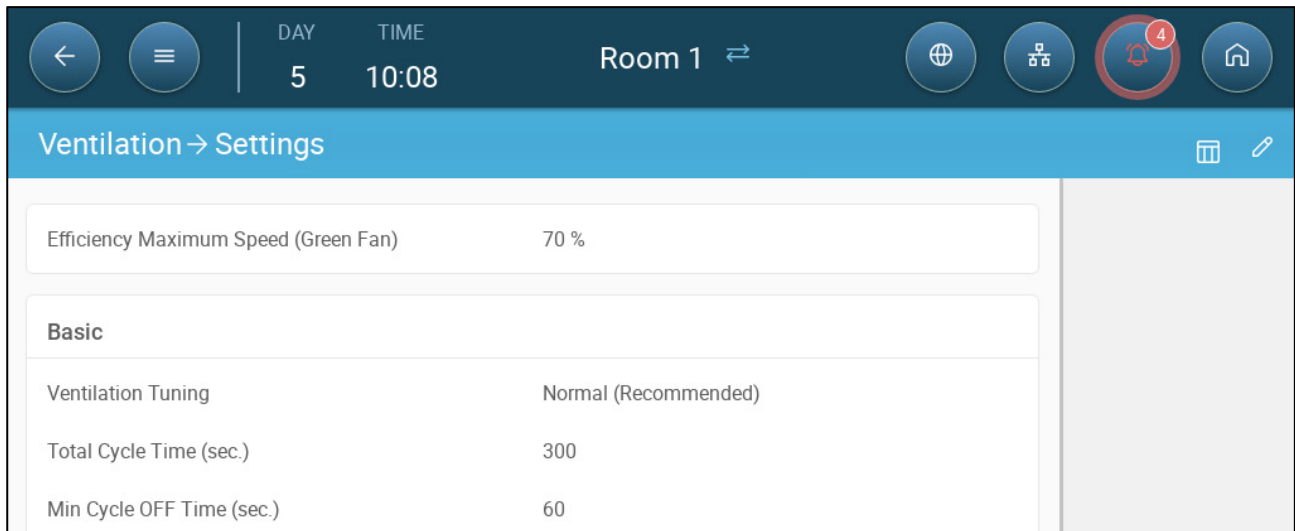 DAY TIME
5 10:08
Room 1
4
Ventilation → Settings
Efficiency Maximum Speed (Green Fan) 70 %
Basic
Ventilation Tuning Normal (Recommended)
Total Cycle Time (sec.) 300
Min Cycle OFF Time (sec.) 60